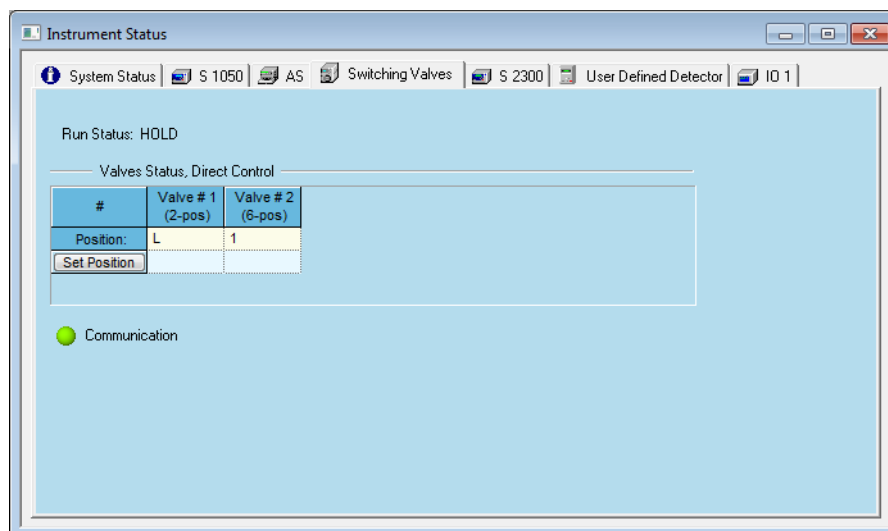 Instrument Status
System Status S 1050 AS Switching Valves S 2300 User Defined Detector IO 1
Run Status: HOLD
Valves Status, Direct Control
# Valve # 1 (2-pos) Valve # 2 (6-pos)
Position: L 1
Set Position
Communication